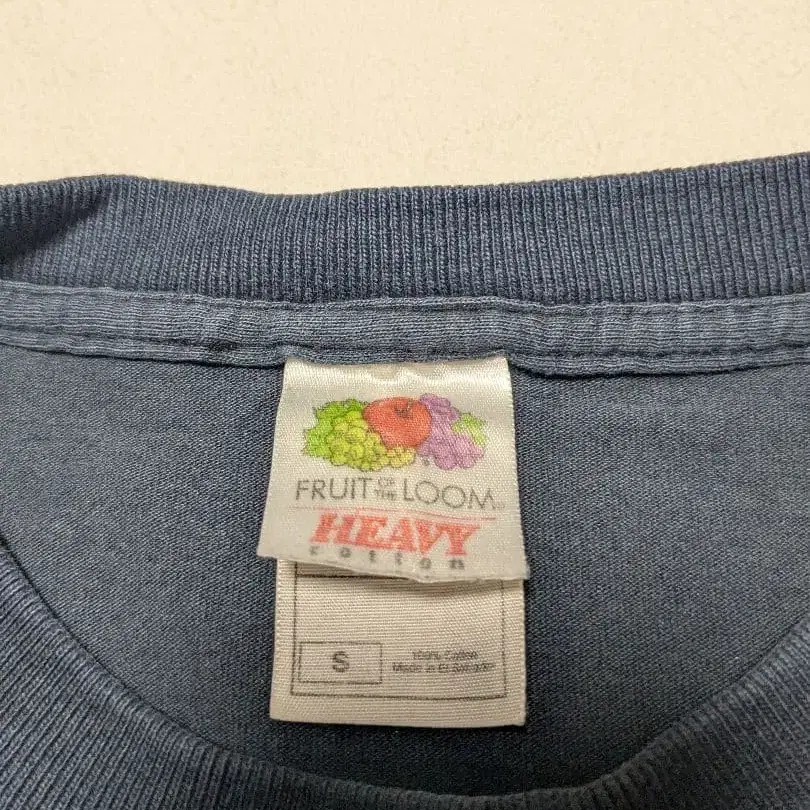 FRUIT OF THE LOOM
HEAVY
cotton
S
100% Cotton
Made in El Salvador